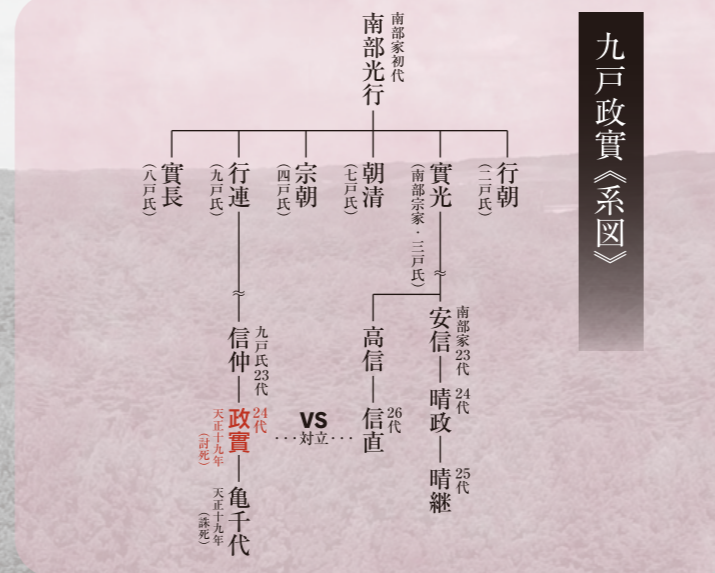 九戸政實《系図》
南部家初代
南部光行
行朝
（二戸氏）
實光
（南部宗家・三戸氏）
朝清
（七戸氏）
宗朝
（四戸氏）
行連
（九戸氏）
實長
（八戸氏）
南部家23代
安信
24代
晴政
25代
晴継
高信
26代
信直
VS
･･･対立･･･
九戸氏23代
信仲
24代
政實
天正十九年
（討死）
亀千代
天正十九年
（誅死）